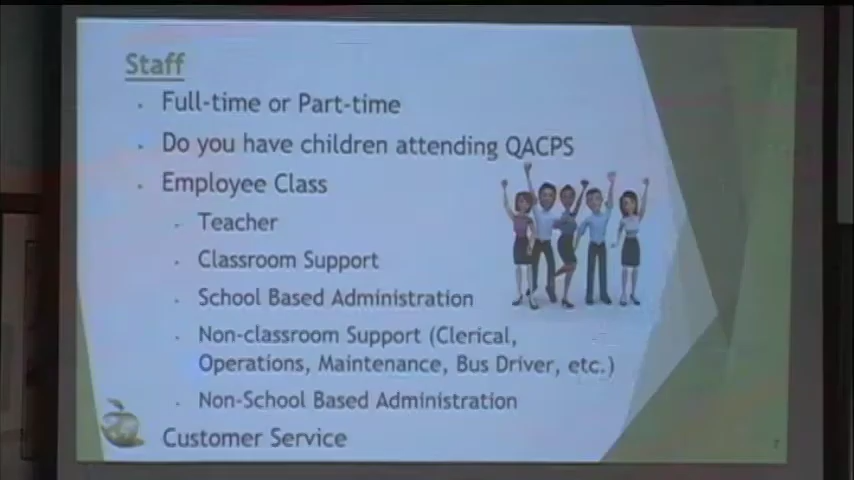 Staff
Full-time or Part-time
Do you have children attending QACPS
Employee Class
Teacher
Classroom Support
School Based Administration
Non-classroom Support (Clerical,
Operations, Maintenance, Bus Driver, etc.)
Non-School Based Administration
Customer Service